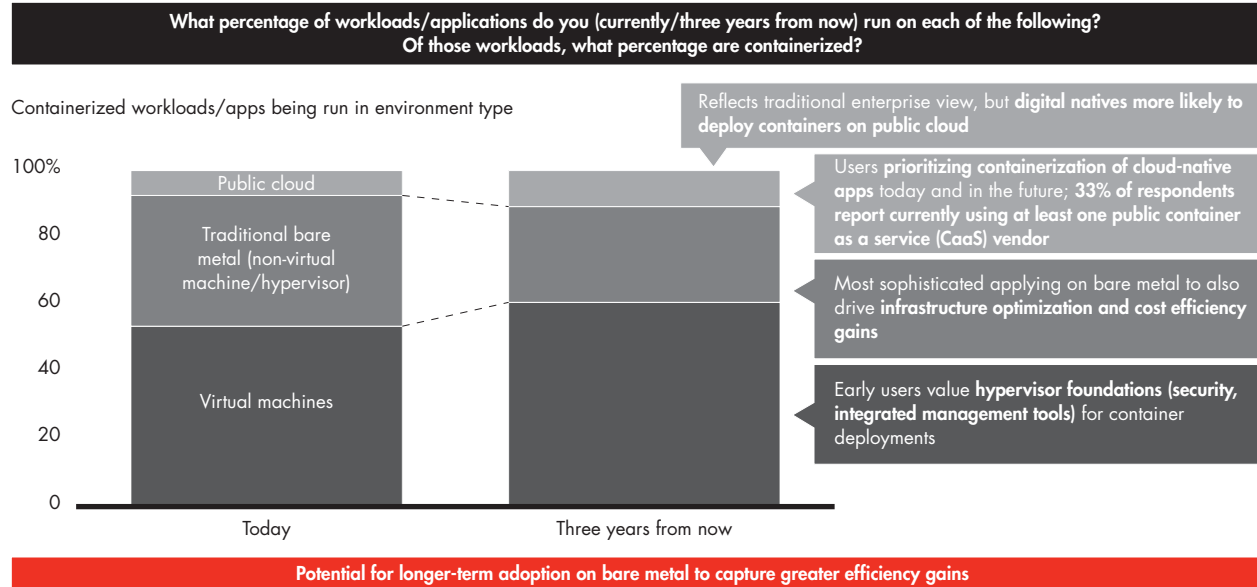 What percentage of workloads/applications do you (currently/three years from now) run on each of the following?
Of those workloads, what percentage are containerized?
Containerized workloads/apps being run in environment type
Reflects traditional enterprise view, but digital natives more likely to
deploy containers on public cloud
100%
80
60
40
20
0
Public cloud
Traditional bare
metal (non-virtual
machine/hypervisor)
Virtual machines
Users prioritizing containerization of cloud-native
apps today and in the future; 33% of respondents
report currently using at least one public container
as a service (CaaS) vendor
Most sophisticated applying on bare metal to also
drive infrastructure optimization and cost efficiency
gains
Early users value hypervisor foundations (security,
integrated management tools) for container
deployments
Today
Three years from now
Potential for longer-term adoption on bare metal to capture greater efficiency gains